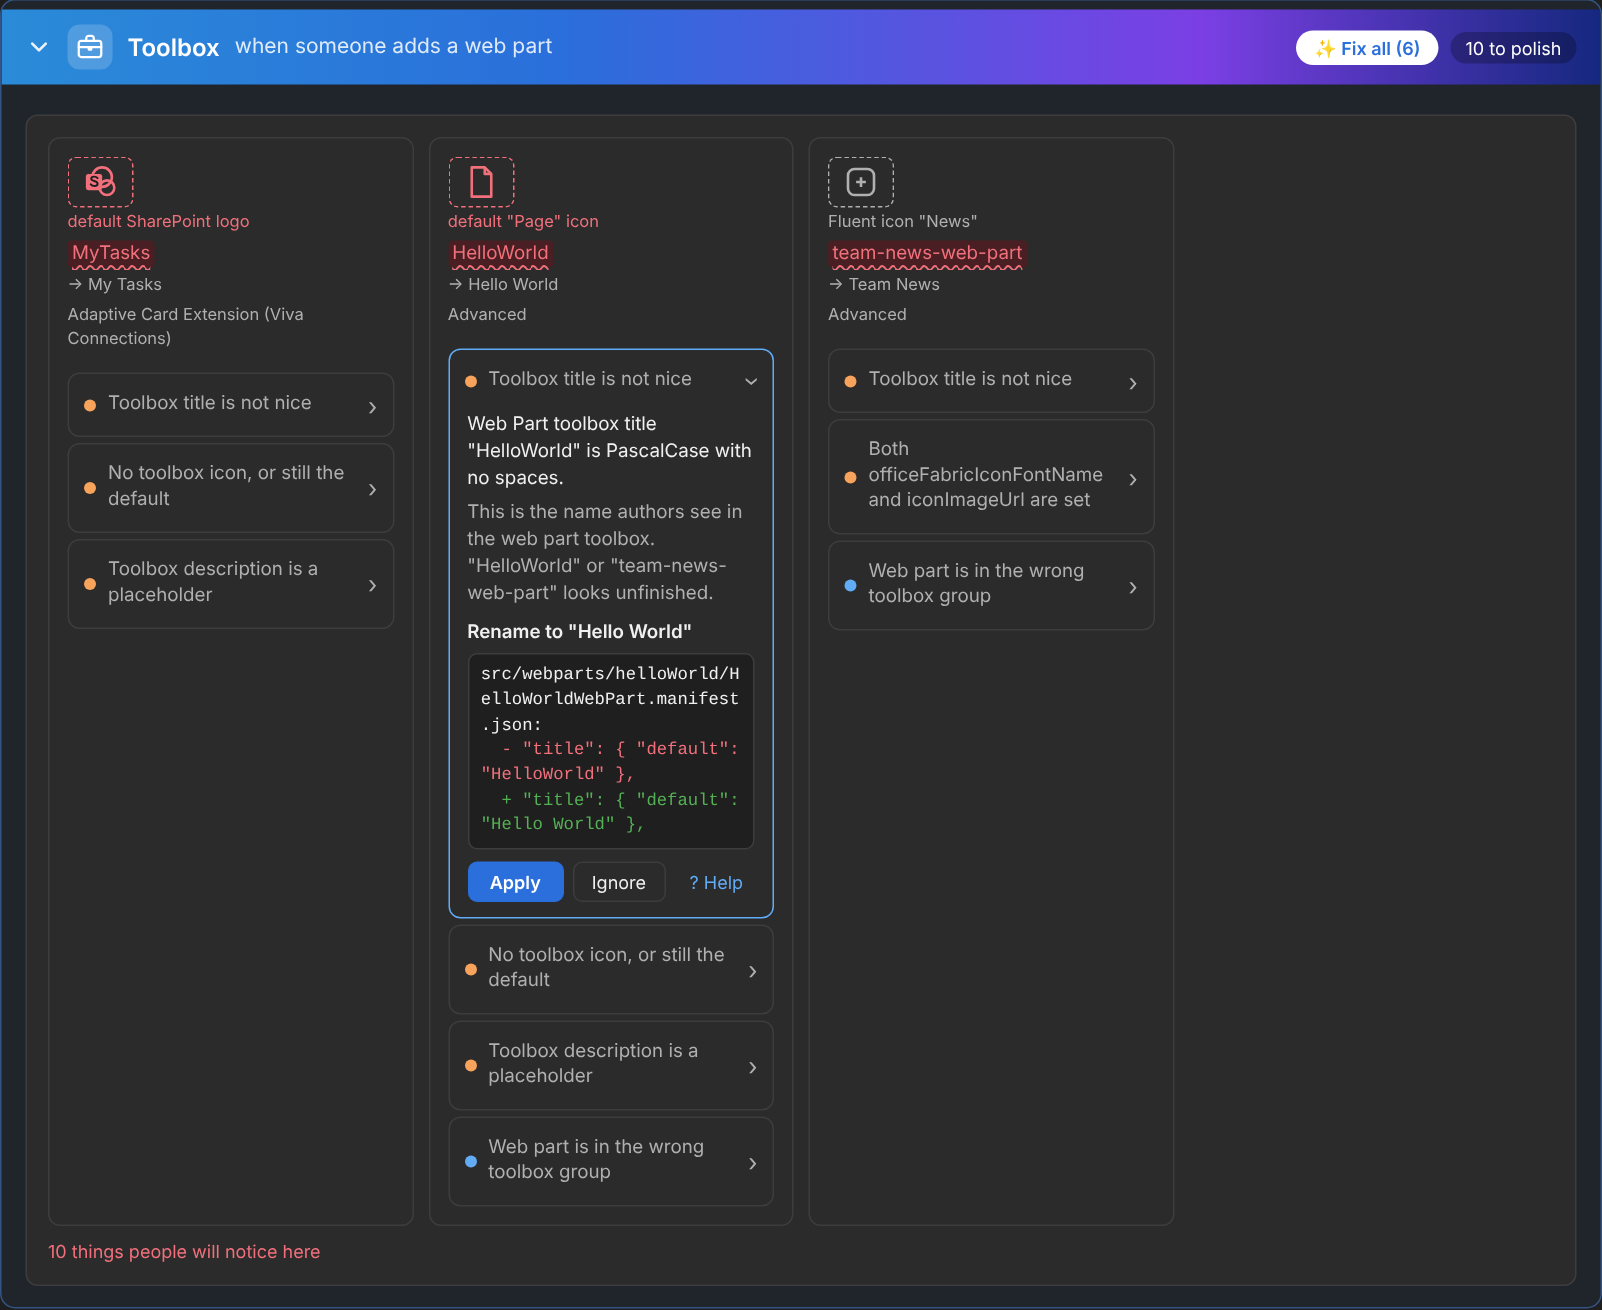 Toolbox when someone adds a web part
✨ Fix all (6)
10 to polish
default SharePoint logo
MyTasks
→ My Tasks
Adaptive Card Extension (Viva
Connections)
Toolbox title is not nice
No toolbox icon, or still the
default
Toolbox description is a
placeholder
default "Page" icon
HelloWorld
→ Hello World
Advanced
Toolbox title is not nice
Web Part toolbox title
"HelloWorld" is PascalCase with
no spaces.
This is the name authors see in
the web part toolbox.
"HelloWorld" or "team-news-
web-part" looks unfinished.
Rename to "Hello World"
src/webparts/helloWorld/H
elloWorldWebPart.manifest
.json:
- "title": { "default":
"HelloWorld" },
+ "title": { "default":
"Hello World" },
Apply
Ignore
? Help
No toolbox icon, or still the
default
Toolbox description is a
placeholder
Web part is in the wrong
toolbox group
Fluent icon "News"
team-news-web-part
→ Team News
Advanced
Toolbox title is not nice
Both
officeFabricIconFontName
and iconImageUrl are set
Web part is in the wrong
toolbox group
10 things people will notice here